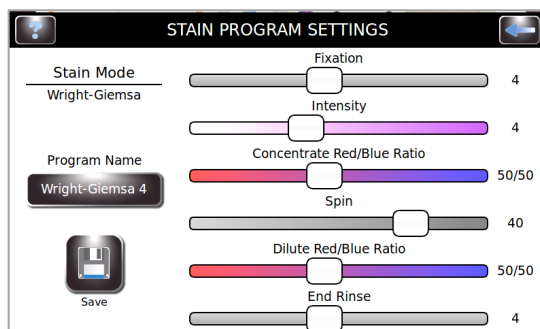 ?
STAIN PROGRAM SETTINGS
Stain Mode
Wright-Giemsa
Program Name
Wright-Giemsa 4
Save
Fixation
4
Intensity
4
Concentrate Red/Blue Ratio
50/50
Spin
40
Dilute Red/Blue Ratio
50/50
End Rinse
4